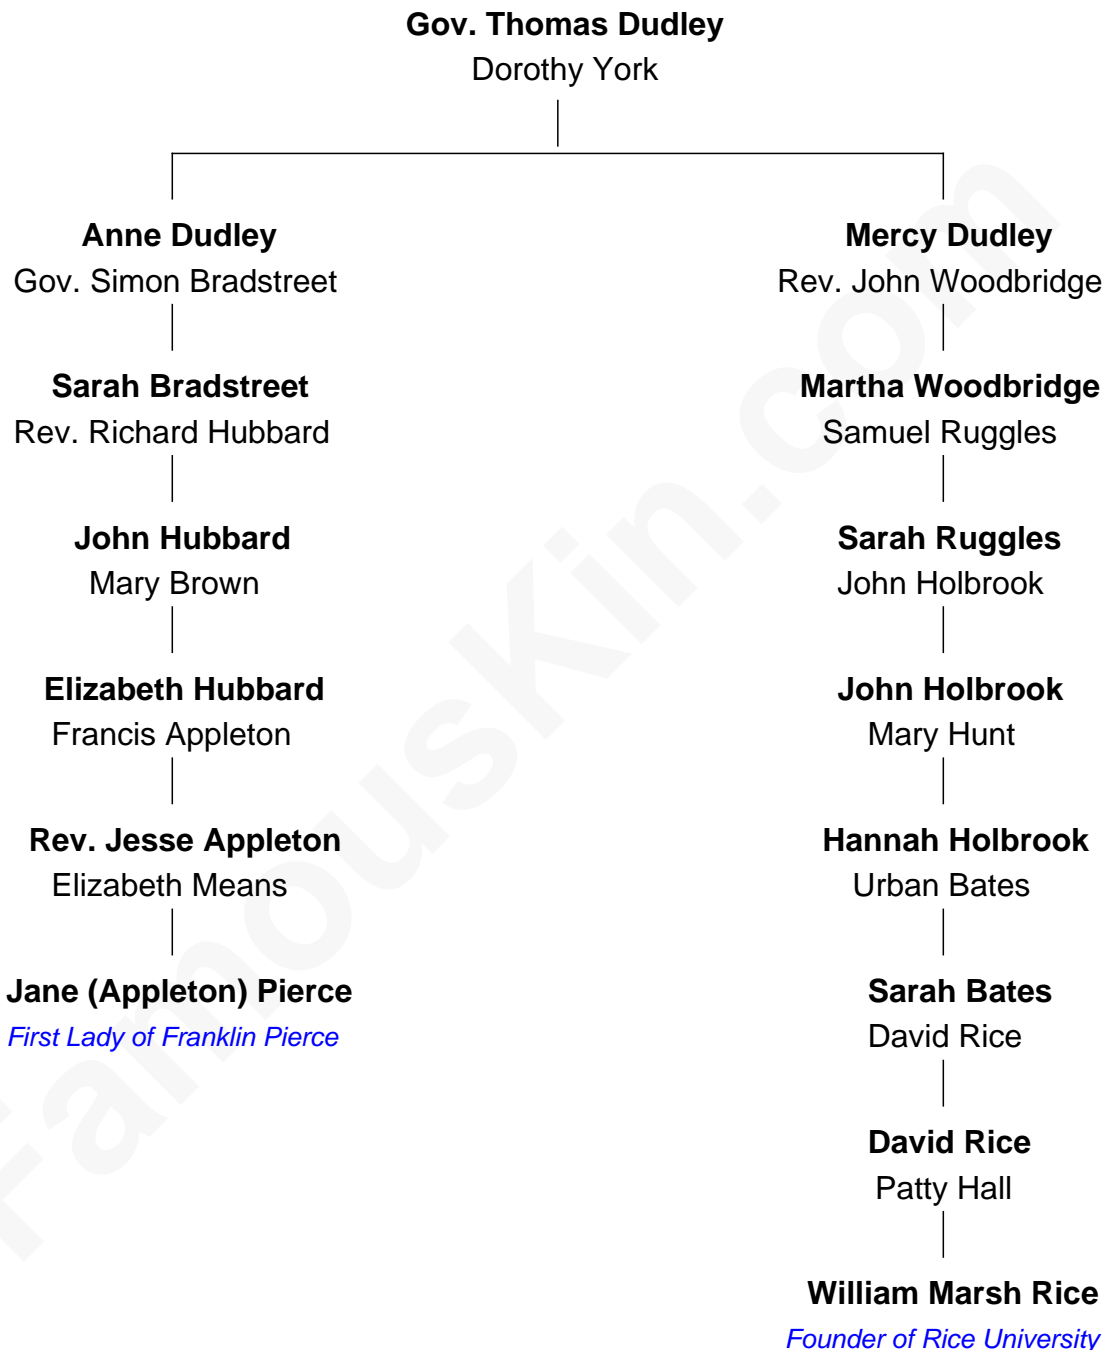 Gov. Thomas Dudley
Dorothy York
Anne Dudley
Gov. Simon Bradstreet
Sarah Bradstreet
Rev. Richard Hubbard
John Hubbard
Mary Brown
Elizabeth Hubbard
Francis Appleton
Rev. Jesse Appleton
Elizabeth Means
Jane (Appleton) Pierce
First Lady of Franklin Pierce
Mercy Dudley
Rev. John Woodbridge
Martha Woodbridge
Samuel Ruggles
Sarah Ruggles
John Holbrook
John Holbrook
Mary Hunt
Hannah Holbrook
Urban Bates
Sarah Bates
David Rice
David Rice
Patty Hall
William Marsh Rice
Founder of Rice University
FamousKin.com